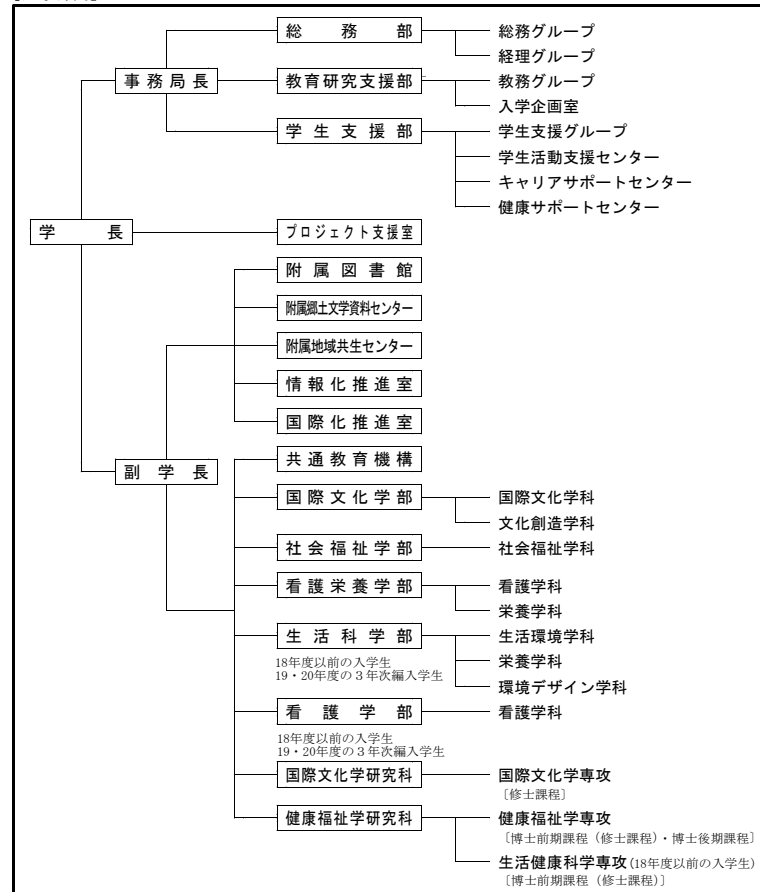 総務部
総務グループ
経理グループ
事務局長
教育研究支援部
教務グループ
入学企画室
学生支援部
学生支援グループ
学生活動支援センター
キャリアサポートセンター
健康サポートセンター
学長
プロジェクト支援室
附属図書館
附属郷土文学資料センター
附属地域共生センター
情報化推進室
国際化推進室
副学長
共通教育機構
国際文化学部
国際文化学科
文化創造学科
社会福祉学部
社会福祉学科
看護栄養学部
看護学科
栄養学科
生活科学部
18年度以前の入学生
19・20年度の3年次編入学生
生活環境学科
栄養学科
環境デザイン学科
看護学部
看護学科
18年度以前の入学生
19・20年度の3年次編入学生
国際文化学研究科
国際文化学専攻
〔修士課程〕
健康福祉学研究科
健康福祉学専攻
〔博士前期課程（修士課程）・博士後期課程〕
生活健康科学専攻(18年度以前の入学生)
［博士前期課程（修士課程）］